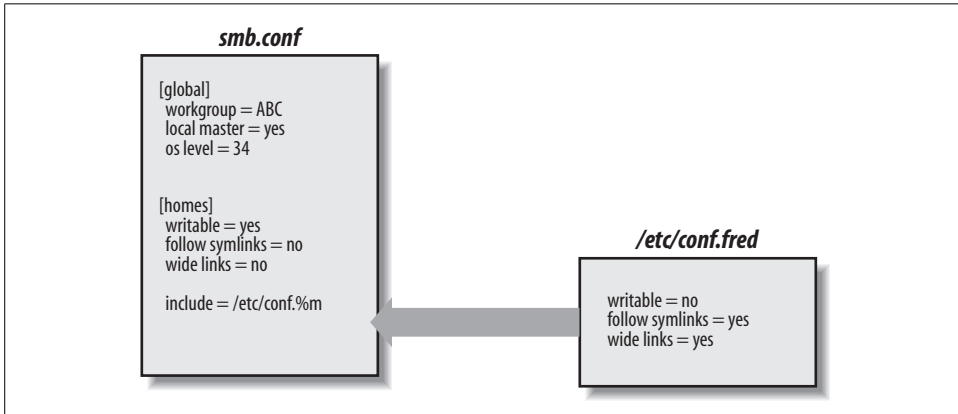 smb.conf
[global]
workgroup = ABC
local master = yes
os level = 34
[homes]
writable = yes
follow symlinks = no
wide links = no
include = /etc/conf.%m
/etc/conf.fred
writable = no
follow symlinks = yes
wide links = yes